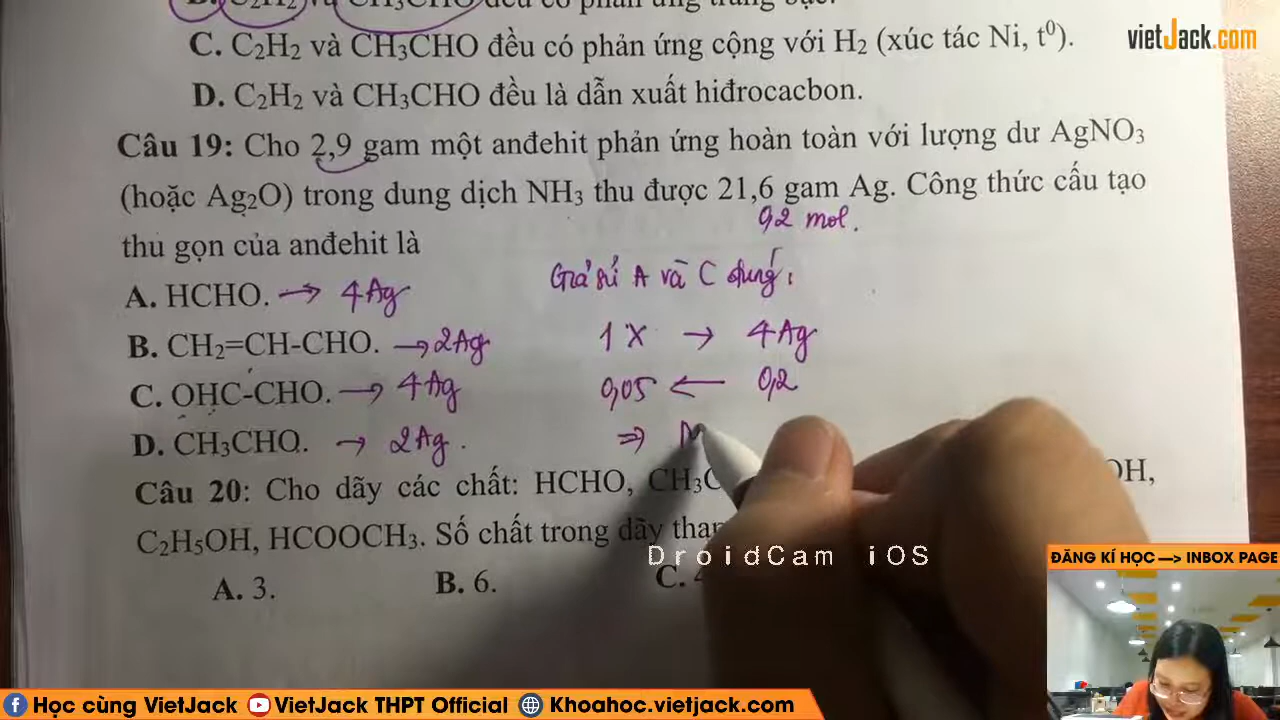 vietJack.com
C. C2H2 và CH3CHO đều có phản ứng cộng với H2 (xúc tác Ni, t⁰).
D. C2H2 và CH3CHO đều là dẫn xuất hiđrocacbon.
Câu 19: Cho 2,9 gam một anđehit phản ứng hoàn toàn với lượng dư AgNO3
(hoặc Ag2O) trong dung dịch NH3 thu được 21,6 gam Ag. Công thức cấu tạo
0,2 mol.
thu gọn của anđehit là
Giả sử A và C đúng:
A. HCHO. → 4Ag
1 X → 4Ag
B. CH2=CH-CHO. → 2Ag
0,05 ← 0,2
C. OHC-CHO. → 4Ag
D. CH3CHO. → 2Ag.
⇒ M
Câu 20: Cho dãy các chất: HCHO, CH3C OH,
C2H5OH, HCOOCH3. Số chất trong dãy
DroidCam iOS
A. 3. B. 6. C.
ĐĂNG KÍ HỌC —> INBOX PAGE
Học cùng VietJack VietJack THPT Official Khoahoc.vietjack.com